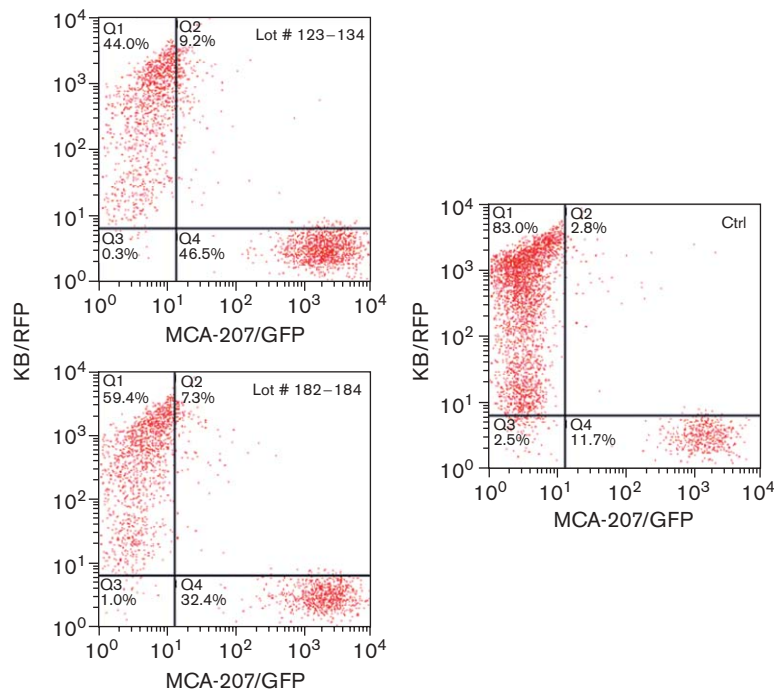 10⁴
Q1
44.0%
Q2
9.2%
Lot # 123–134
10³
10²
10¹
Q3
0.3%
Q4
46.5%
10⁰
10⁰ 10¹ 10² 10³ 10⁴
MCA-207/GFP
KB/RFP
10⁴
Q1
59.4%
Q2
7.3%
Lot # 182–184
10³
10²
10¹
Q3
1.0%
Q4
32.4%
10⁰
10⁰ 10¹ 10² 10³ 10⁴
MCA-207/GFP
10⁴
Q1
83.0%
Q2
2.8%
Ctrl
10³
10²
10¹
Q3
2.5%
Q4
11.7%
10⁰
10⁰ 10¹ 10² 10³ 10⁴
MCA-207/GFP
KB/RFP